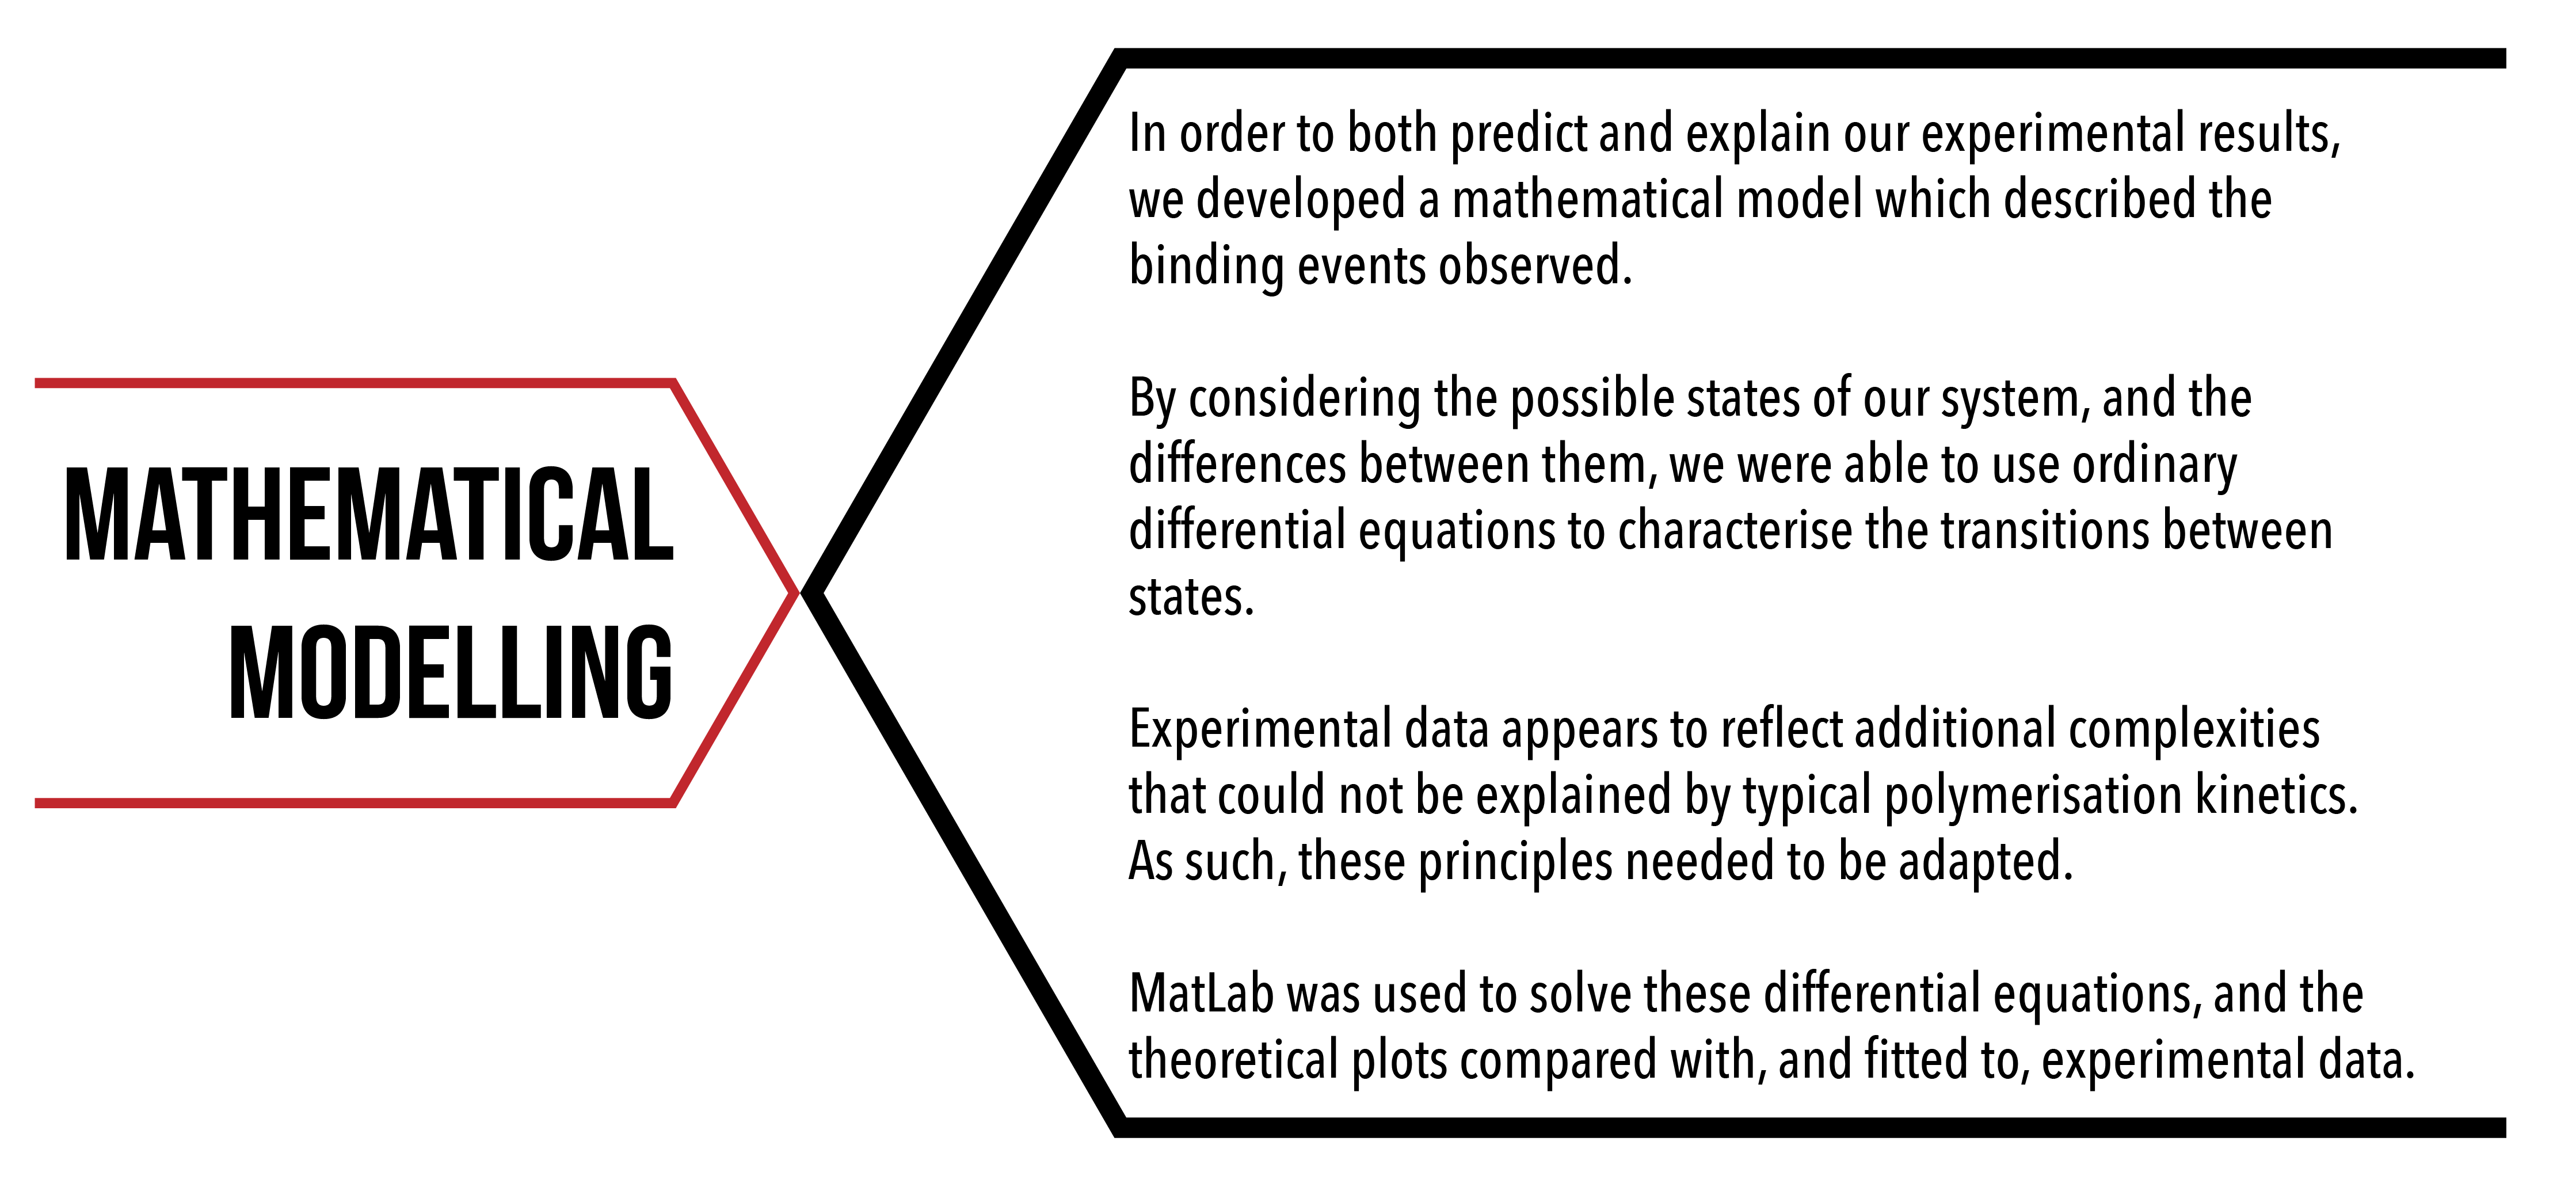 MATHEMATICAL
MODELLING
In order to both predict and explain our experimental results,
we developed a mathematical model which described the
binding events observed.
By considering the possible states of our system, and the
differences between them, we were able to use ordinary
differential equations to characterise the transitions between
states.
Experimental data appears to reflect additional complexities
that could not be explained by typical polymerisation kinetics.
As such, these principles needed to be adapted.
MatLab was used to solve these differential equations, and the
theoretical plots compared with, and fitted to, experimental data.